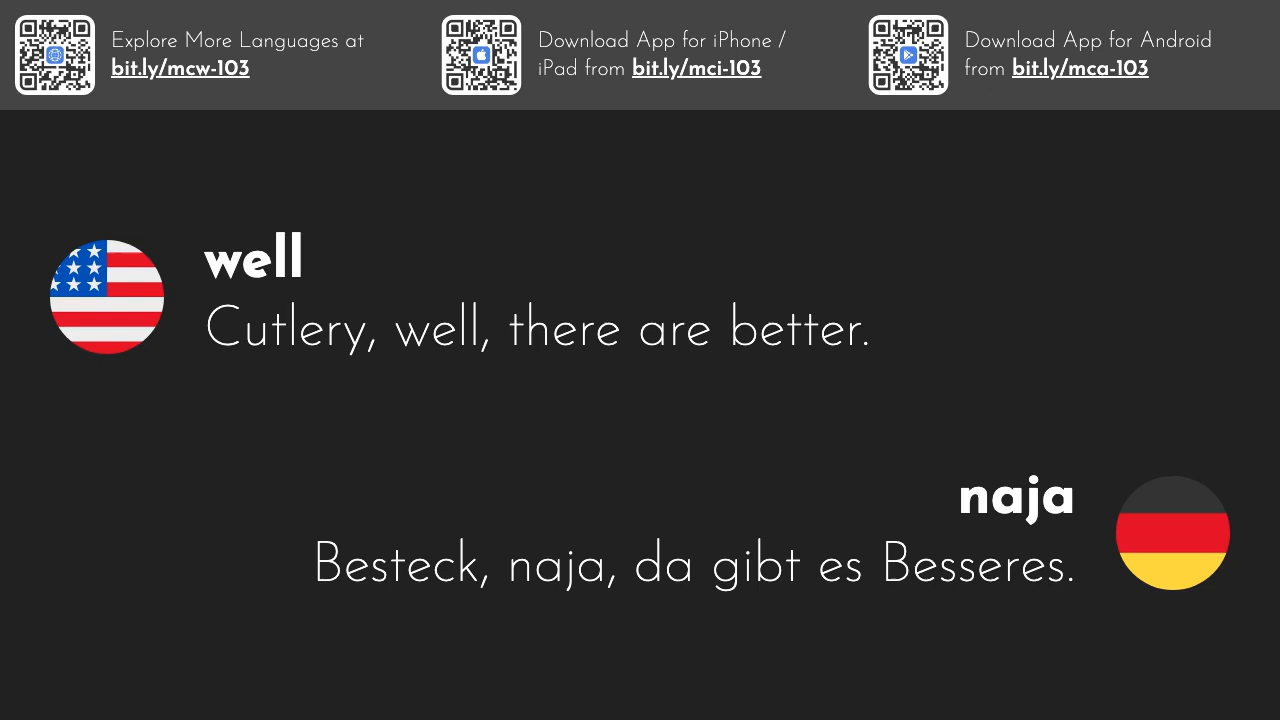 Explore More Languages at
bit.ly/mcw-103
Download App for iPhone /
iPad from bit.ly/mci-103
Download App for Android
from bit.ly/mca-103
well
Cutlery, well, there are better.
naja
Besteck, naja, da gibt es Besseres.